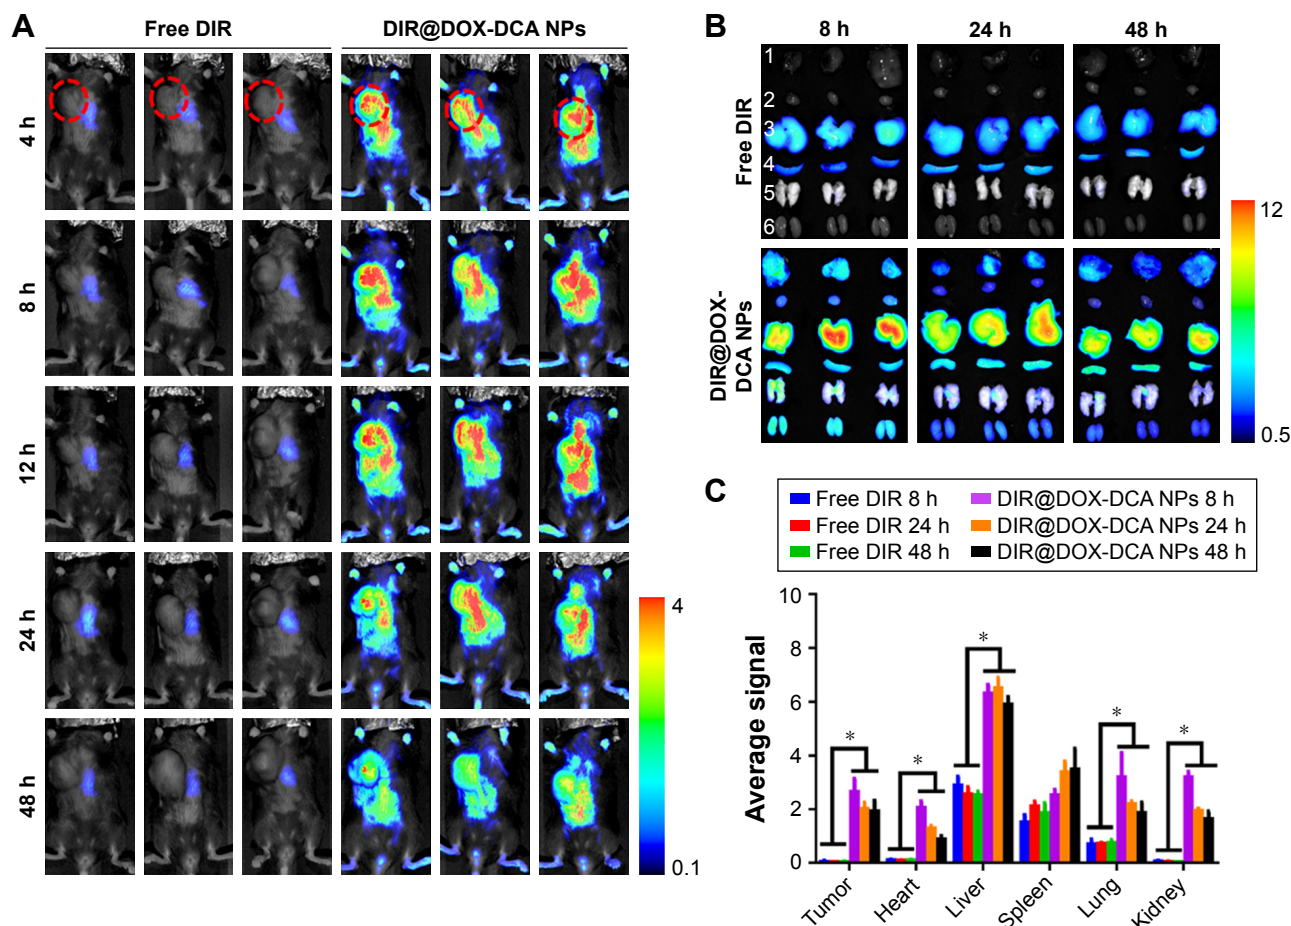 A
Free DIR
DIR@DOX-DCA NPs
4 h
8 h
12 h
24 h
48 h
4
0.1
B
8 h
24 h
48 h
Free DIR
1
2
3
4
5
6
DIR@DOX-
DCA NPs
12
0.5
C
Free DIR 8 h
DIR@DOX-DCA NPs 8 h
Free DIR 24 h
DIR@DOX-DCA NPs 24 h
Free DIR 48 h
DIR@DOX-DCA NPs 48 h
Average signal
10
8
6
4
2
0
*
*
*
*
*
Tumor
Heart
Liver
Spleen
Lung
Kidney